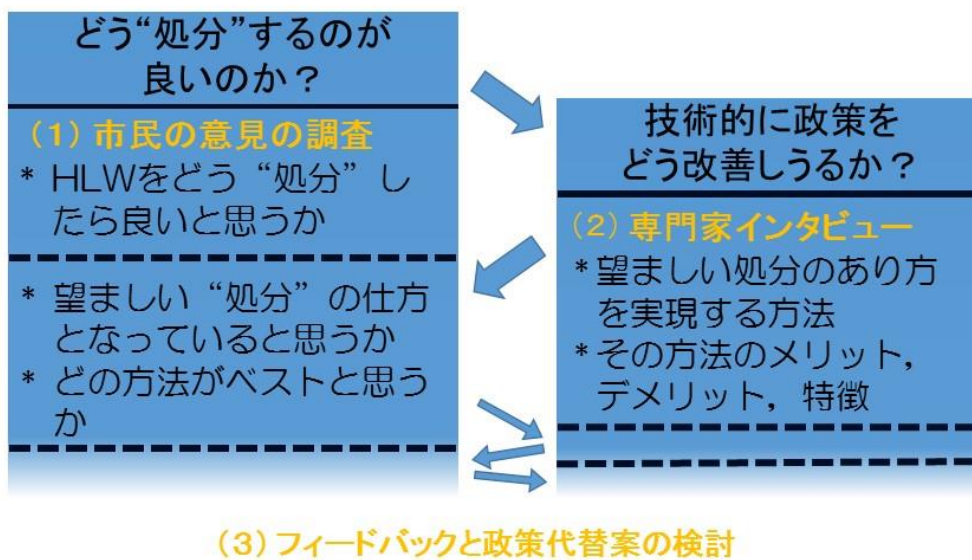 どう“処分”するのが
良いのか？
(1) 市民の意見の調査
* HLWをどう“処分”し
たら良いと思うか
* 望ましい“処分”の仕方
となっていると思うか
* どの方法がベストと思う
か
技術的に政策を
どう改善しうるか？
(2) 専門家インタビュー
* 望ましい処分のあり方
を実現する方法
* その方法のメリット，
デメリット，特徴
(3) フィードバックと政策代替案の検討